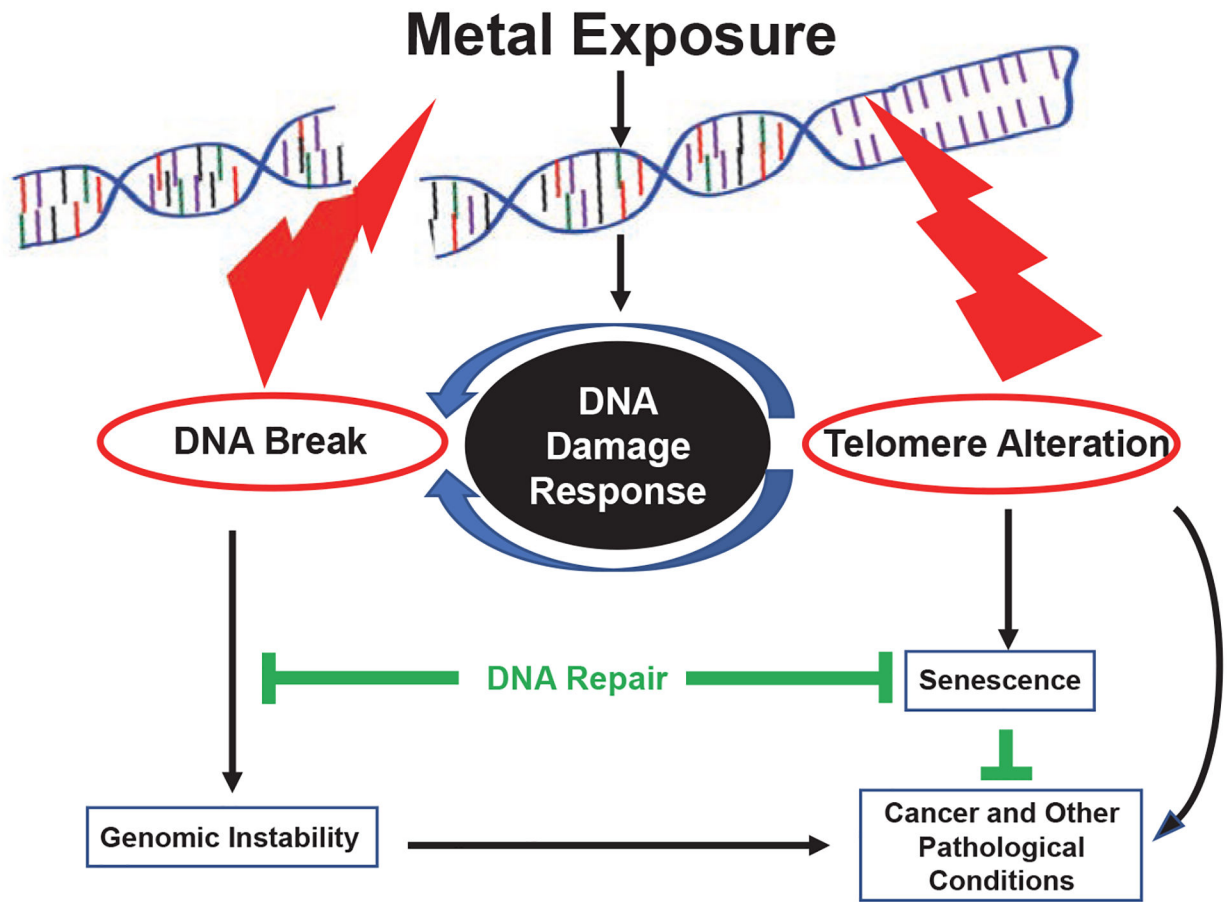 Metal Exposure
DNA
Damage
Response
DNA Break
Telomere Alteration
DNA Repair
Senescence
Genomic Instability
Cancer and Other
Pathological
Conditions